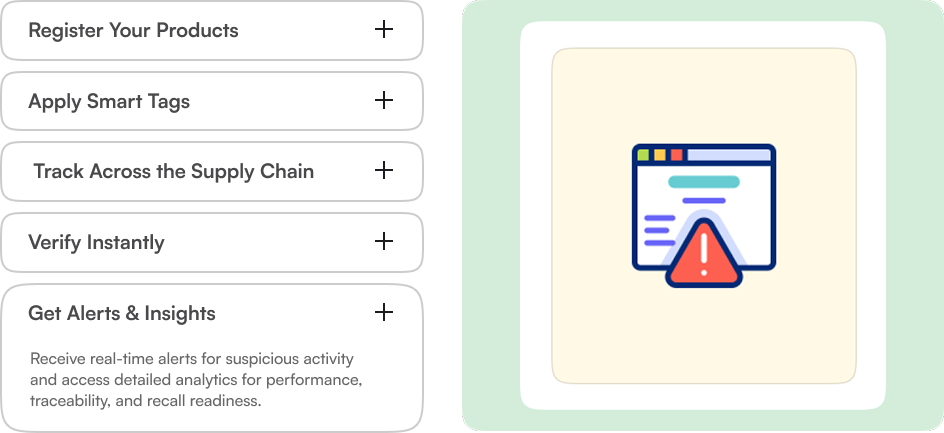 Register Your Products
Apply Smart Tags
Track Across the Supply Chain
Verify Instantly
Get Alerts & Insights
Receive real-time alerts for suspicious activity
and access detailed analytics for performance,
traceability, and recall readiness.